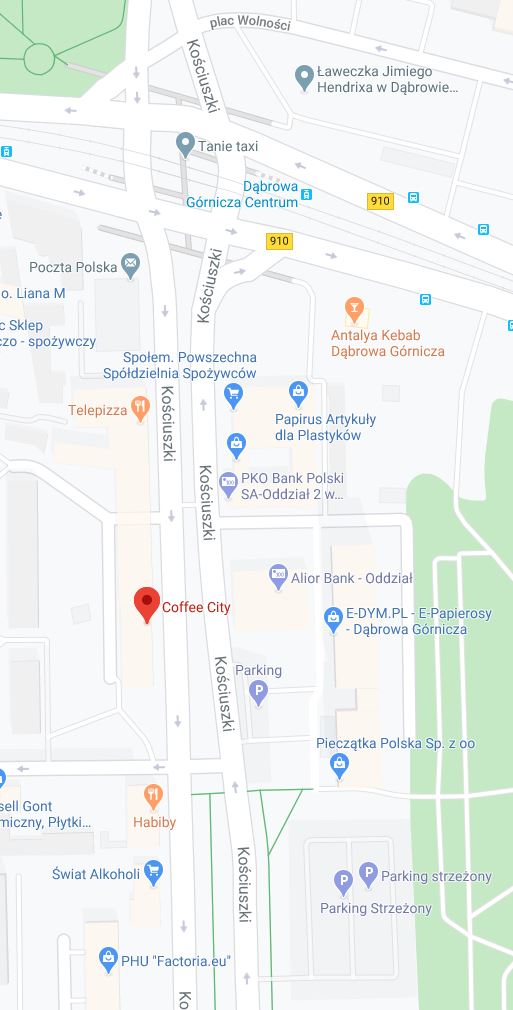 plac Wolności
Kościuszki
Ławeczka Jimiego
Hendrixa w Dąbrowie...
Tanie taxi
Dąbrowa
Górnicza Centrum
910
910
Poczta Polska
Kościuszki
o. Liana M
c Sklep
czo - spożywczy
Antalya Kebab
Dąbrowa Górnicza
Społem. Powszechna
Spółdzielnia Spożywców
Telepizza
Kościuszki
Papirus Artykuły
dla Plastyków
PKO Bank Polski
SA-Oddział 2 w...
Kościuszki
Alior Bank - Oddział
Coffee City
E-DYM.PL - E-Papierosy
- Dąbrowa Górnicza
Kościuszki
Parking
P
Pieczątka Polska Sp. z oo
sell Gont
miczny, Płytki...
Habiby
Świat Alkoholi
Kościuszki
P
P
Parking strzeżony
Parking Strzeżony
PHU "Factoria.eu"
Ko